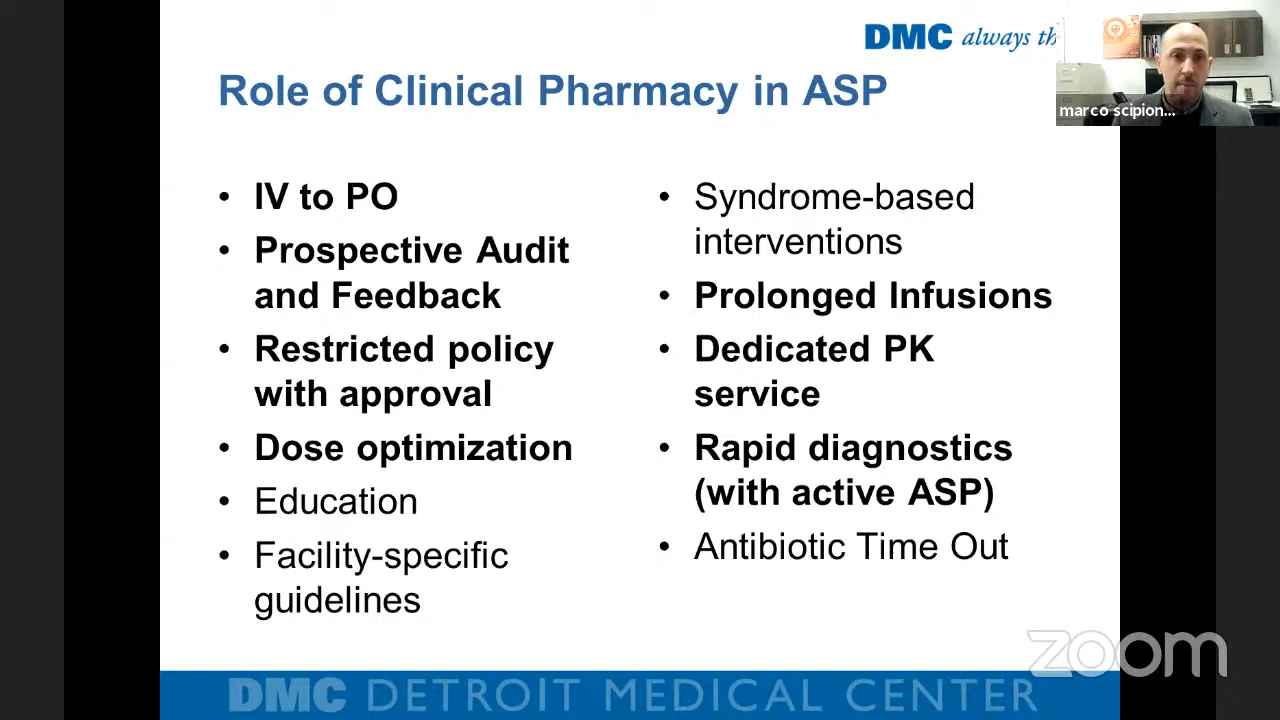 DMC always th
marco scipion...
Role of Clinical Pharmacy in ASP
• IV to PO
• Prospective Audit
and Feedback
• Restricted policy
with approval
• Dose optimization
• Education
• Facility-specific
guidelines
• Syndrome-based
interventions
• Prolonged Infusions
• Dedicated PK
service
• Rapid diagnostics
(with active ASP)
• Antibiotic Time Out
zoom
DMC DETROIT MEDICAL CENTER